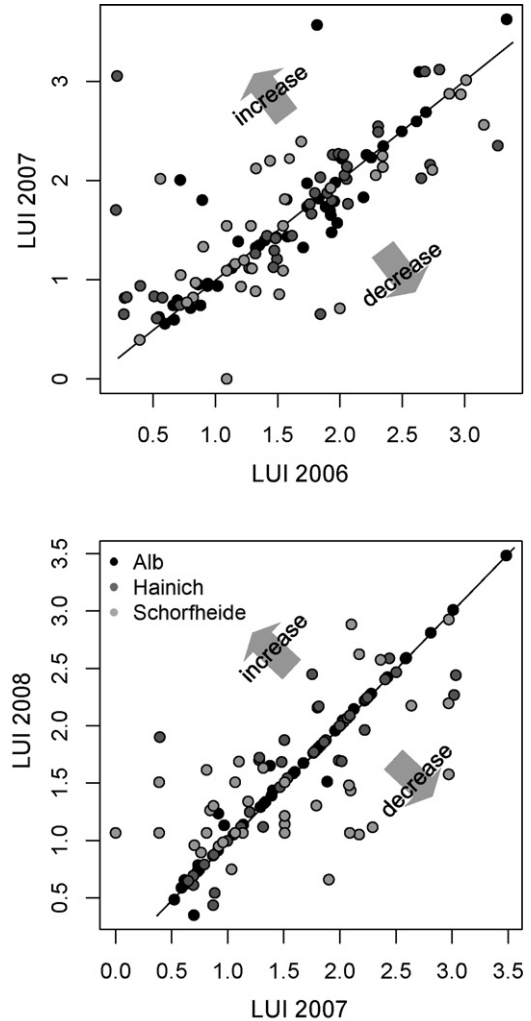 LUI 2007
3
2
1
0
increase
decrease
0.5 1.0 1.5 2.0 2.5 3.0
LUI 2006
LUI 2008
3.5
3.0
2.5
2.0
1.5
1.0
0.5
Alb
Hainich
Schorfheide
increase
decrease
0.0 0.5 1.0 1.5 2.0 2.5 3.0 3.5
LUI 2007